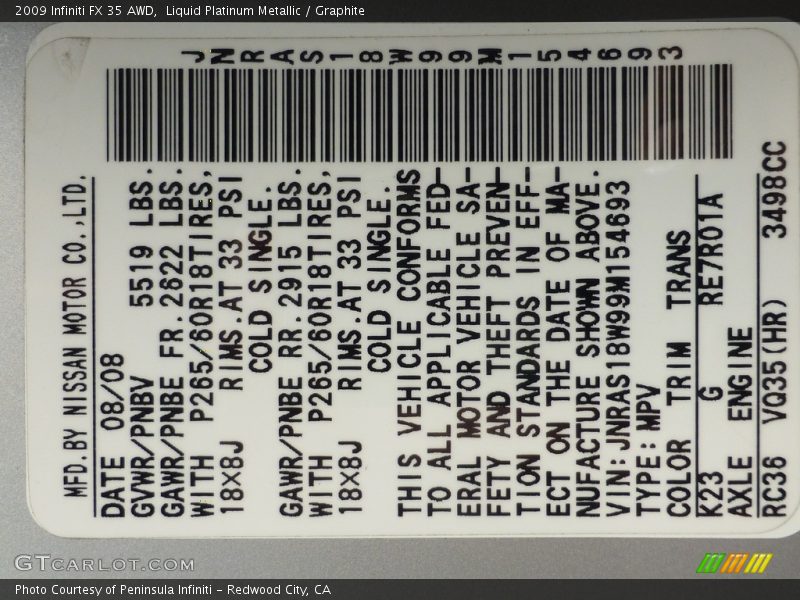 2009 Infiniti FX 35 AWD,  Liquid Platinum Metallic / Graphite
JNRAS18W99M154693
MFD.BY NISSAN MOTOR CO.,LTD.
DATE 08/08
GVWR/PNBV 5519 LBS.
GAWR/PNBE FR.2622 LBS.
WITH P265/60R18TIRES,
18X8J RIMS.AT 33 PSI
COLD SINGLE.
GAWR/PNBE RR.2915 LBS.
WITH P265/60R18TIRES,
18X8J RIMS.AT 33 PSI
COLD SINGLE.
THIS VEHICLE CONFORMS
TO ALL APPLICABLE FED-
ERAL MOTOR VEHICLE SA-
FETY AND THEFT PREVEN-
TION STANDARDS IN EFF-
ECT ON THE DATE OF MA-
NUFACTURE SHOWN ABOVE.
VIN:JNRAS18W99M154693
TYPE:MPV
COLOR TRIM TRANS
K23 G RE7R01A
AXLE ENGINE
RC36 VQ35(HR) 3498CC
GTCARLOT.COM
Photo Courtesy of Peninsula Infiniti - Redwood City, CA